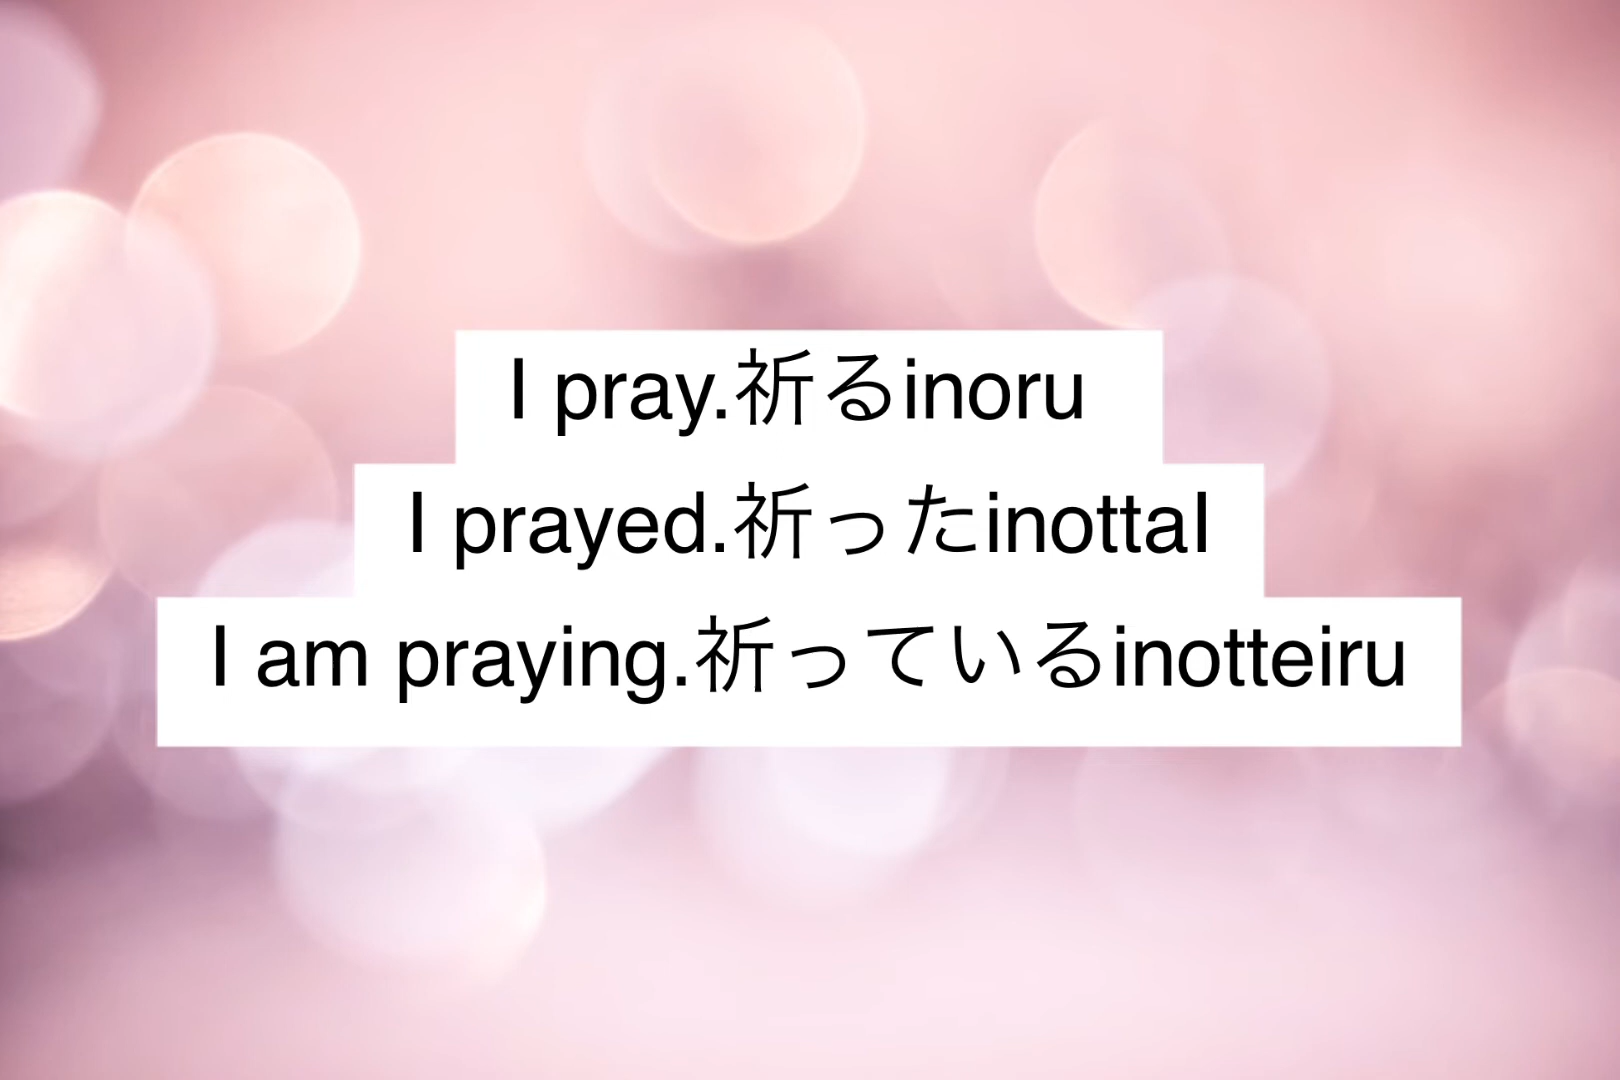 I pray.祈るinoru
I prayed.祈ったinottaI
I am praying.祈っているinotteiru